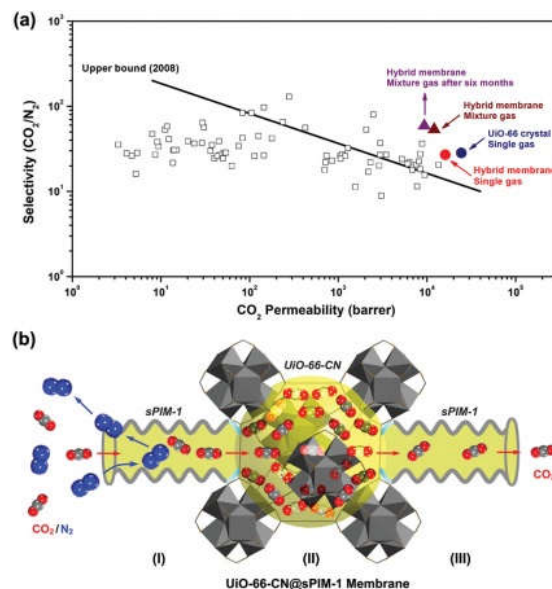 (a)
Upper bound (2008)
Hybrid membrane
Mixture gas after six months
Hybrid membrane
Mixture gas
UiO-66 crystal
Single gas
Hybrid membrane
Single gas
Selectivity (CO₂/N₂)
10³
10²
10¹
10⁰
10⁰ 10¹ 10² 10³ 10⁴ 10⁵
CO₂ Permeability (barrer)
(b)
UiO-66-CN
sPIM-1 sPIM-1
CO₂/N₂ CO₂
(I) (II) (III)
UiO-66-CN@sPIM-1 Membrane